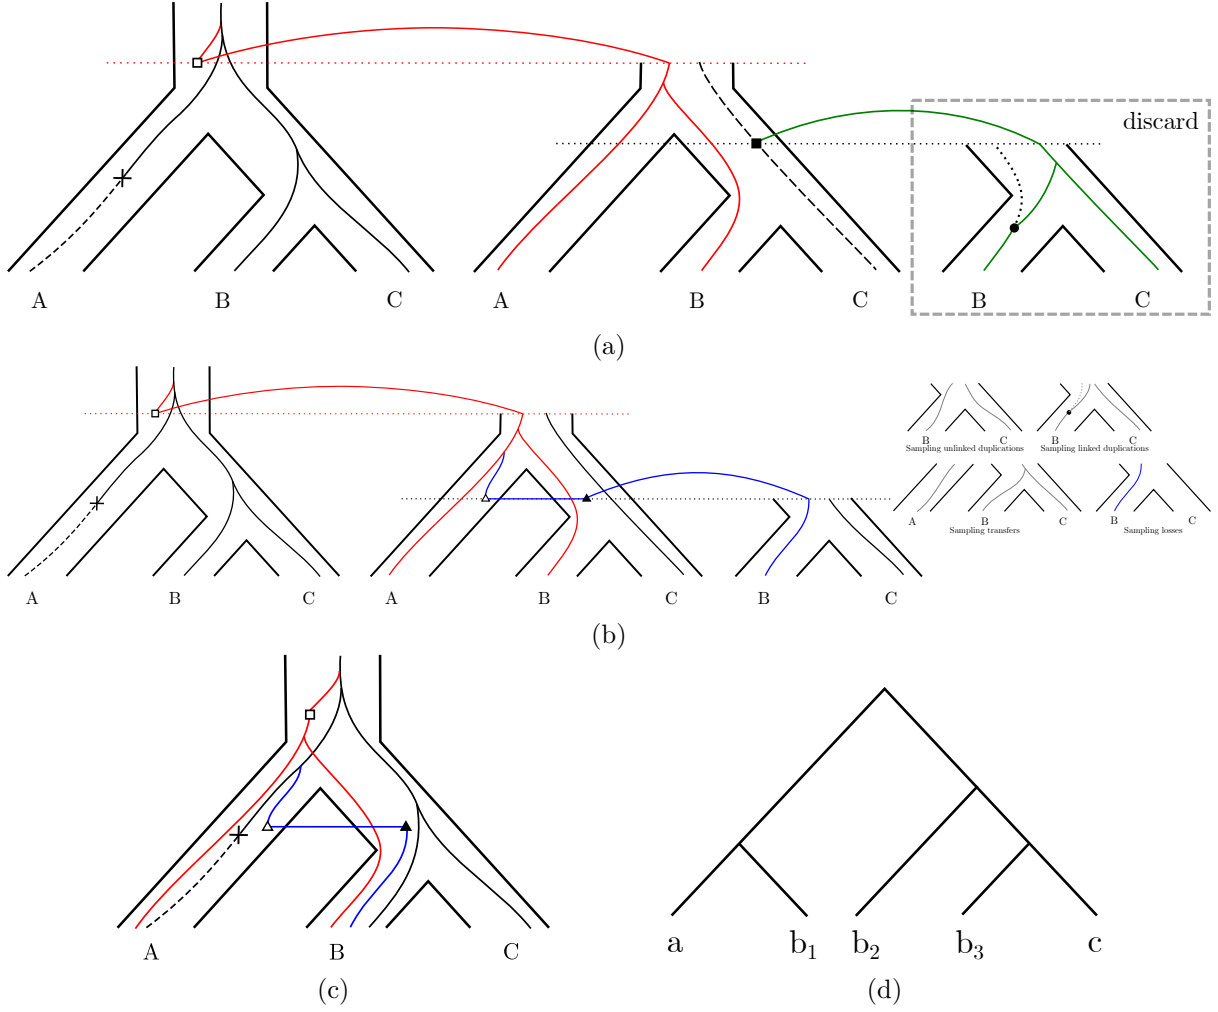 discard
A B C A B C B C
(a)
B C B C
Sampling unlinked duplications Sampling linked duplications
A B C B C
Sampling transfers Sampling losses
A B C A B C B C
(b)
A B C
a b₁ b₂ b₃ c
(c) (d)